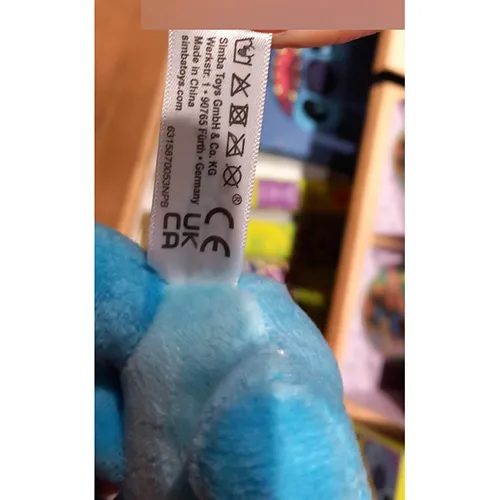 Simba Toys GmbH & Co. KG
Werkstr. 1 • 90765 Fürth • Germany
Made in China
simbatoys.com
6315870053NPB
®
CE
UK
CA